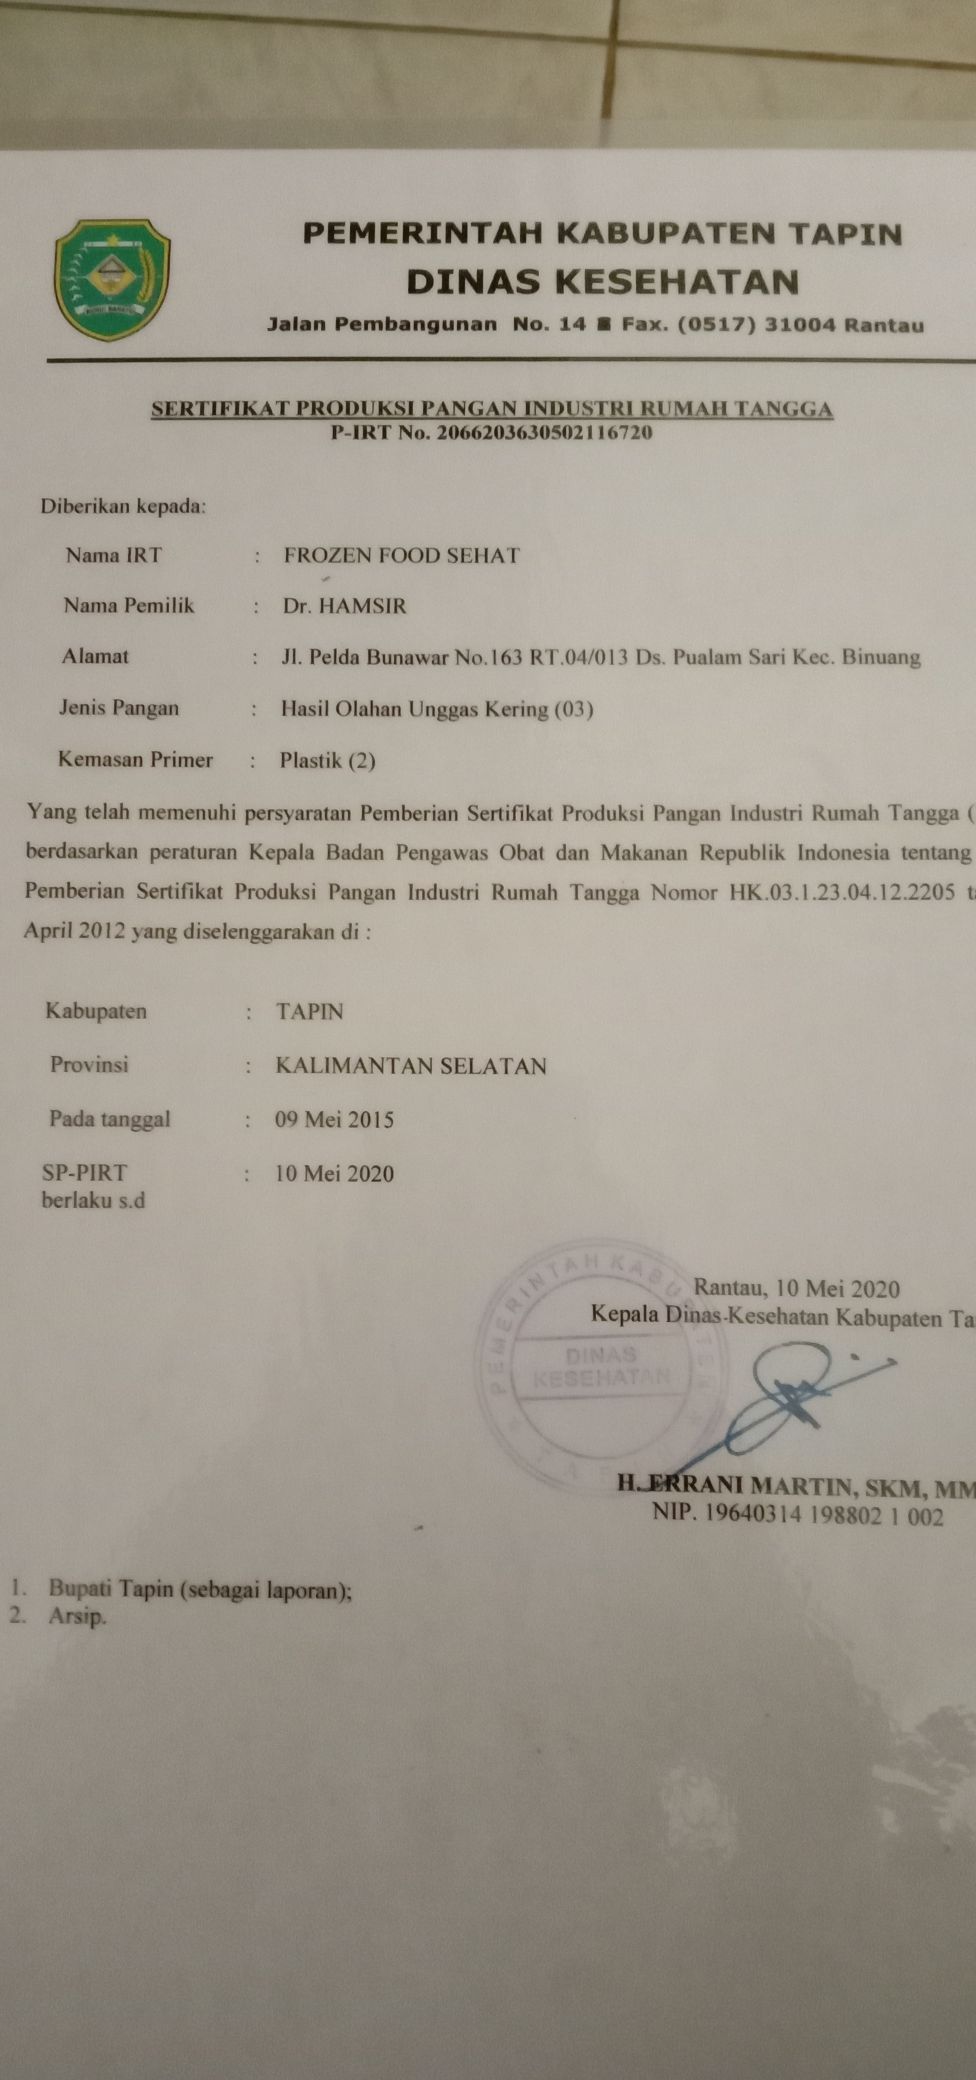 PEMERINTAH KABUPATEN TAPIN
DINAS KESEHATAN
Jalan Pembangunan No. 14 Fax. (0517) 31004 Rantau
SERTIFIKAT PRODUKSI PANGAN INDUSTRI RUMAH TANGGA
P-IRT No. 2066203630502116720
Diberikan kepada:
Nama IRT : FROZEN FOOD SEHAT
Nama Pemilik : Dr. HAMSIR
Alamat : Jl. Pelda Bunawar No.163 RT.04/013 Ds. Pualam Sari Kec. Binuang
Jenis Pangan : Hasil Olahan Unggas Kering (03)
Kemasan Primer : Plastik (2)
Yang telah memenuhi persyaratan Pemberian Sertifikat Produksi Pangan Industri Rumah Tangga (
berdasarkan peraturan Kepala Badan Pengawas Obat dan Makanan Republik Indonesia tentang
Pemberian Sertifikat Produksi Pangan Industri Rumah Tangga Nomor HK.03.1.23.04.12.2205
April 2012 yang diselenggarakan di :
Kabupaten : TAPIN
Provinsi : KALIMANTAN SELATAN
Pada tanggal : 09 Mei 2015
SP-PIRT : 10 Mei 2020
berlaku s.d
Rantau, 10 Mei 2020
Kepala Dinas Kesehatan Kabupaten Ta
PEMERINTAH KABUPATEN
DINAS
KESEHATAN
H. ERRANI MARTIN, SKM, MM
NIP. 19640314 198802 1 002
1. Bupati Tapin (sebagai laporan);
2. Arsip.